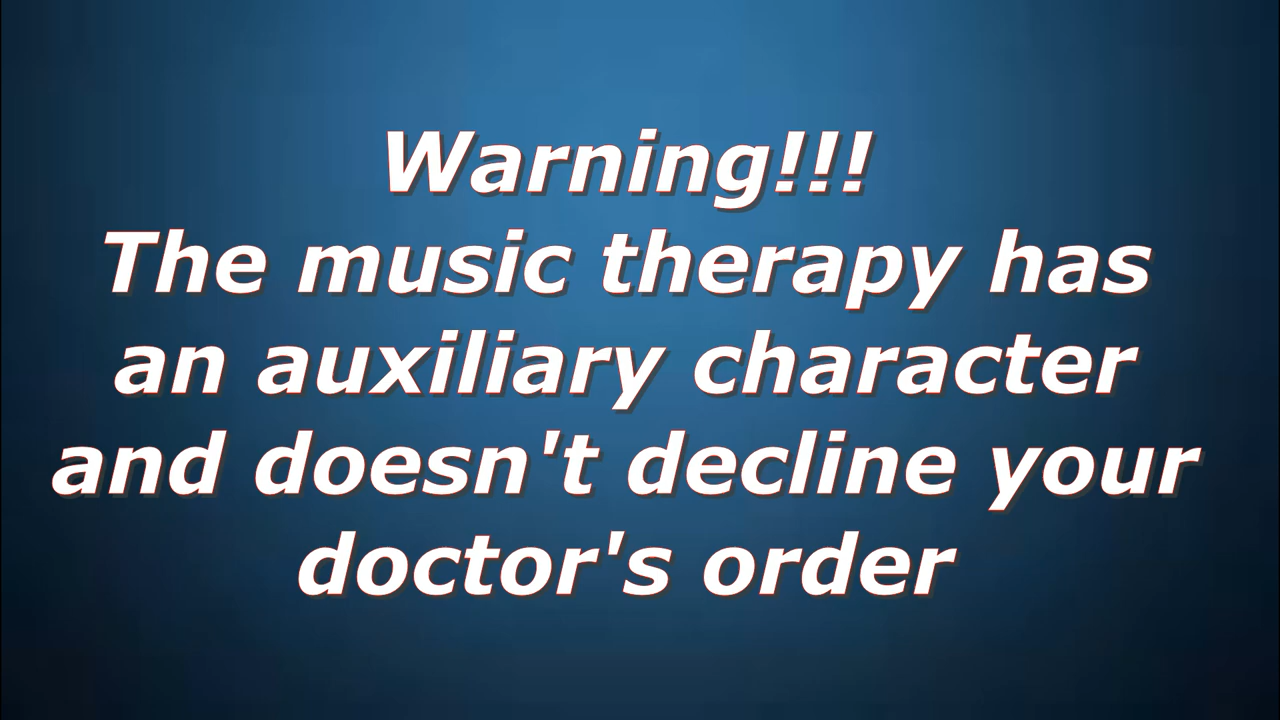 Warning!!!
The music therapy has
an auxiliary character
and doesn't decline your
doctor's order